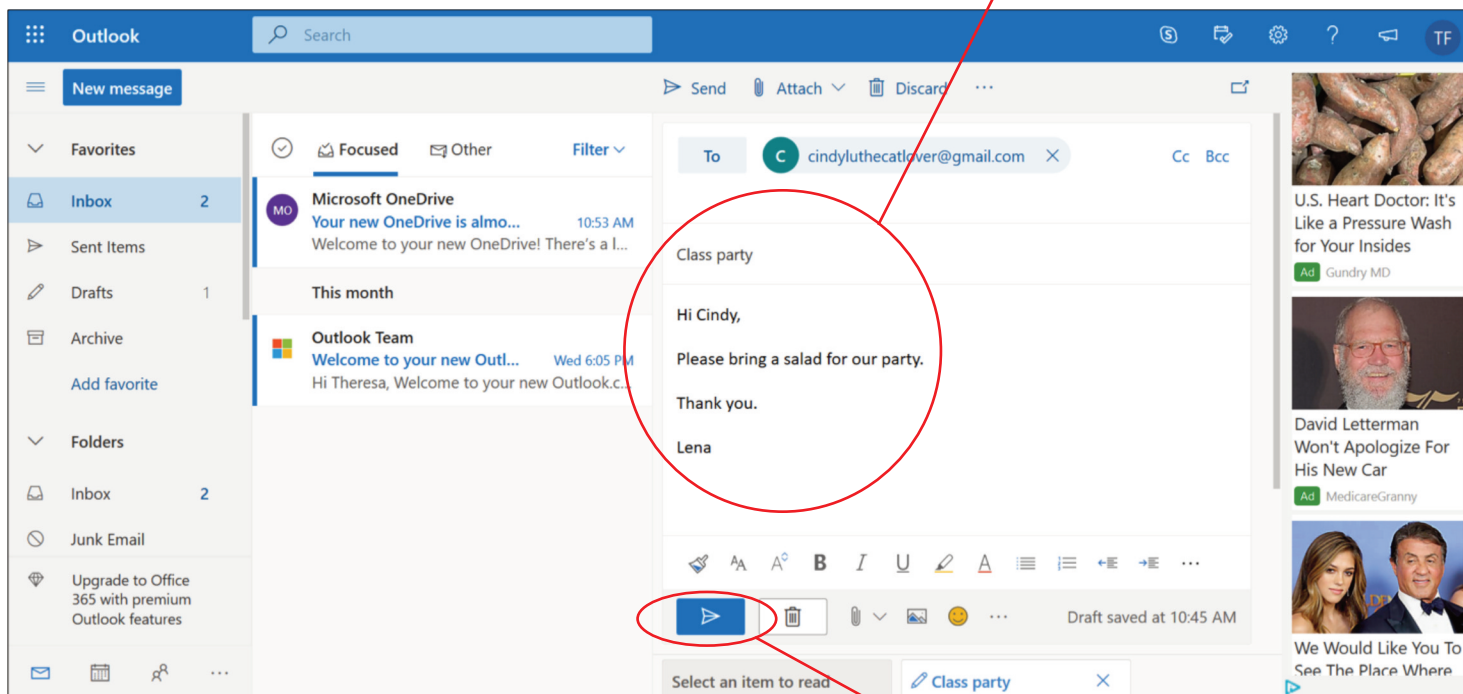 Outlook
Search
TF
New message
Send Attach Discard ...
Favorites
Focused Other Filter
To C cindyluthecatlover@gmail.com Cc Bcc
Inbox 2
MO Microsoft OneDrive
Your new OneDrive is almo... 10:53 AM
Welcome to your new OneDrive! There's a l...
Sent Items
Drafts 1
This month
Archive
Outlook Team
Welcome to your new Outl... Wed 6:05 PM
Hi Theresa, Welcome to your new Outlook.c...
Add favorite
Folders
Inbox 2
Junk Email
Upgrade to Office
365 with premium
Outlook features
Class party
Hi Cindy,
Please bring a salad for our party.
Thank you.
Lena
Draft saved at 10:45 AM
Select an item to read
Class party
U.S. Heart Doctor: It's
Like a Pressure Wash
for Your Insides
Ad Gundry MD
David Letterman
Won't Apologize For
His New Car
Ad MedicareGranny
We Would Like You To
See The Place Where